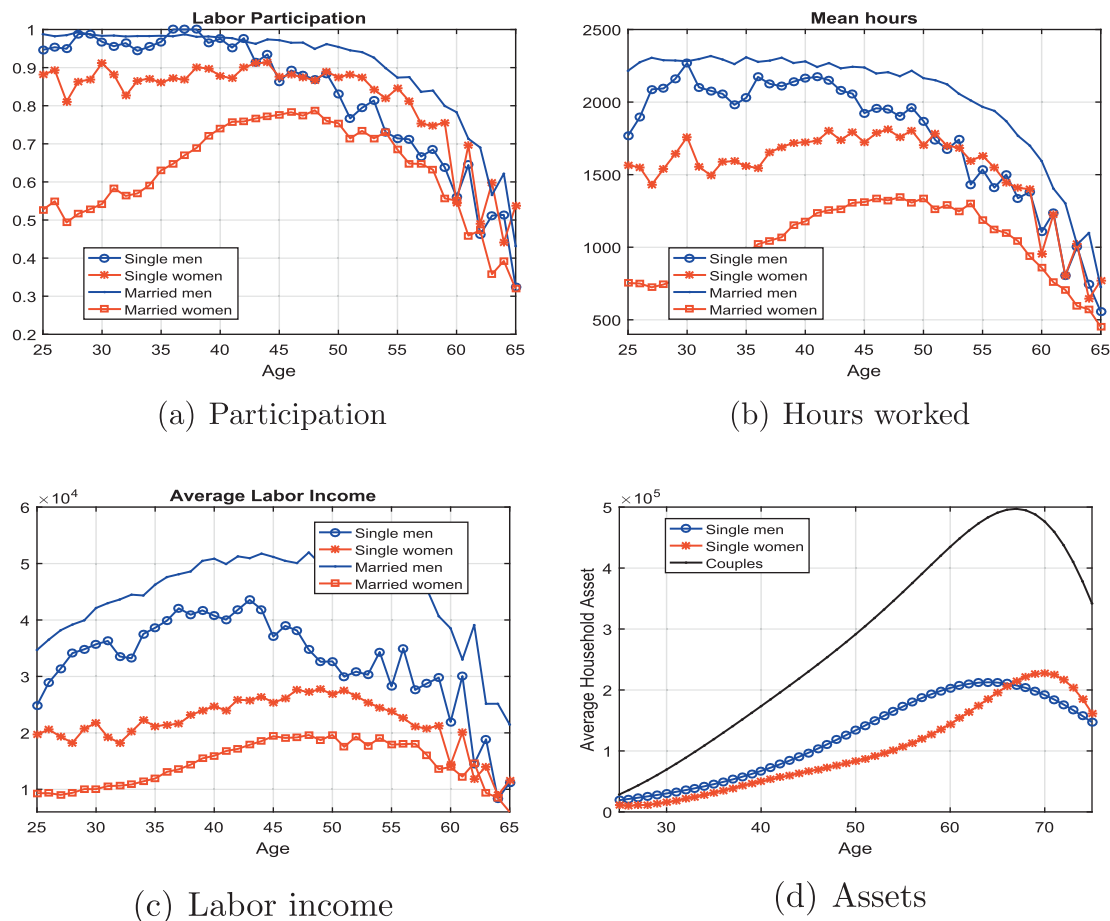 Labor Participation
1
0.9
0.8
0.7
0.6
0.5
0.4
0.3
0.2
Single men
Single women
Married men
Married women
25 30 35 40 45 50 55 60 65
Age
(a) Participation
Mean hours
2500
2000
1500
1000
500
Single men
Single women
Married men
Married women
25 30 35 40 45 50 55 60 65
Age
(b) Hours worked
×10⁴
Average Labor Income
6
5
4
3
2
1
Single men
Single women
Married men
Married women
25 30 35 40 45 50 55 60 65
Age
(c) Labor income
×10⁵
Average Household Asset
5
4
3
2
1
0
Single men
Single women
Couples
30 40 50 60 70
Age
(d) Assets